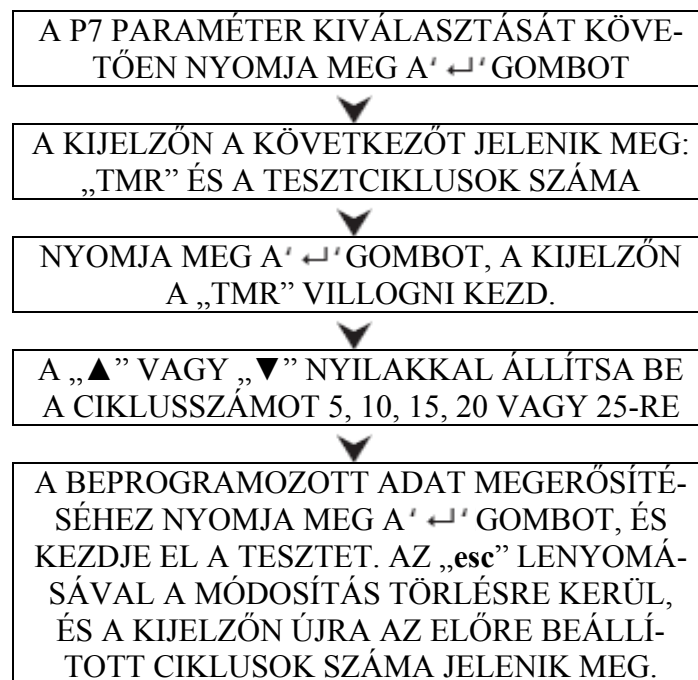 A P7 PARAMÉTER KIVÁLASZTÁSÁT KÖVE-
TŐEN NYOMJA MEG A' ↵ 'GOMBOT
A KIJELZŐN A KÖVETKEZŐT JELENIK MEG:
„TMR” ÉS A TESZTCIKLUSOK SZÁMA
NYOMJA MEG A' ↵ 'GOMBOT, A KIJELZŐN
A „TMR” VILLOGNI KEZD.
A „▲” VAGY „▼” NYILAKKAL ÁLLÍTSA BE
A CIKLUSSZÁMOT 5, 10, 15, 20 VAGY 25-RE
A BEPROGRAMOZOTT ADAT MEGERŐSÍTÉ-
SÉHEZ NYOMJA MEG A ' ↵ ' GOMBOT, ÉS
KEZDJE EL A TESZTET. AZ „esc” LENYOMÁ-
SÁVAL A MÓDOSÍTÁS TÖRLÉSRE KERÜL,
ÉS A KIJELZŐN ÚJRA AZ ELŐRE BEÁLLÍ-
TOTT CIKLUSOK SZÁMA JELENIK MEG.